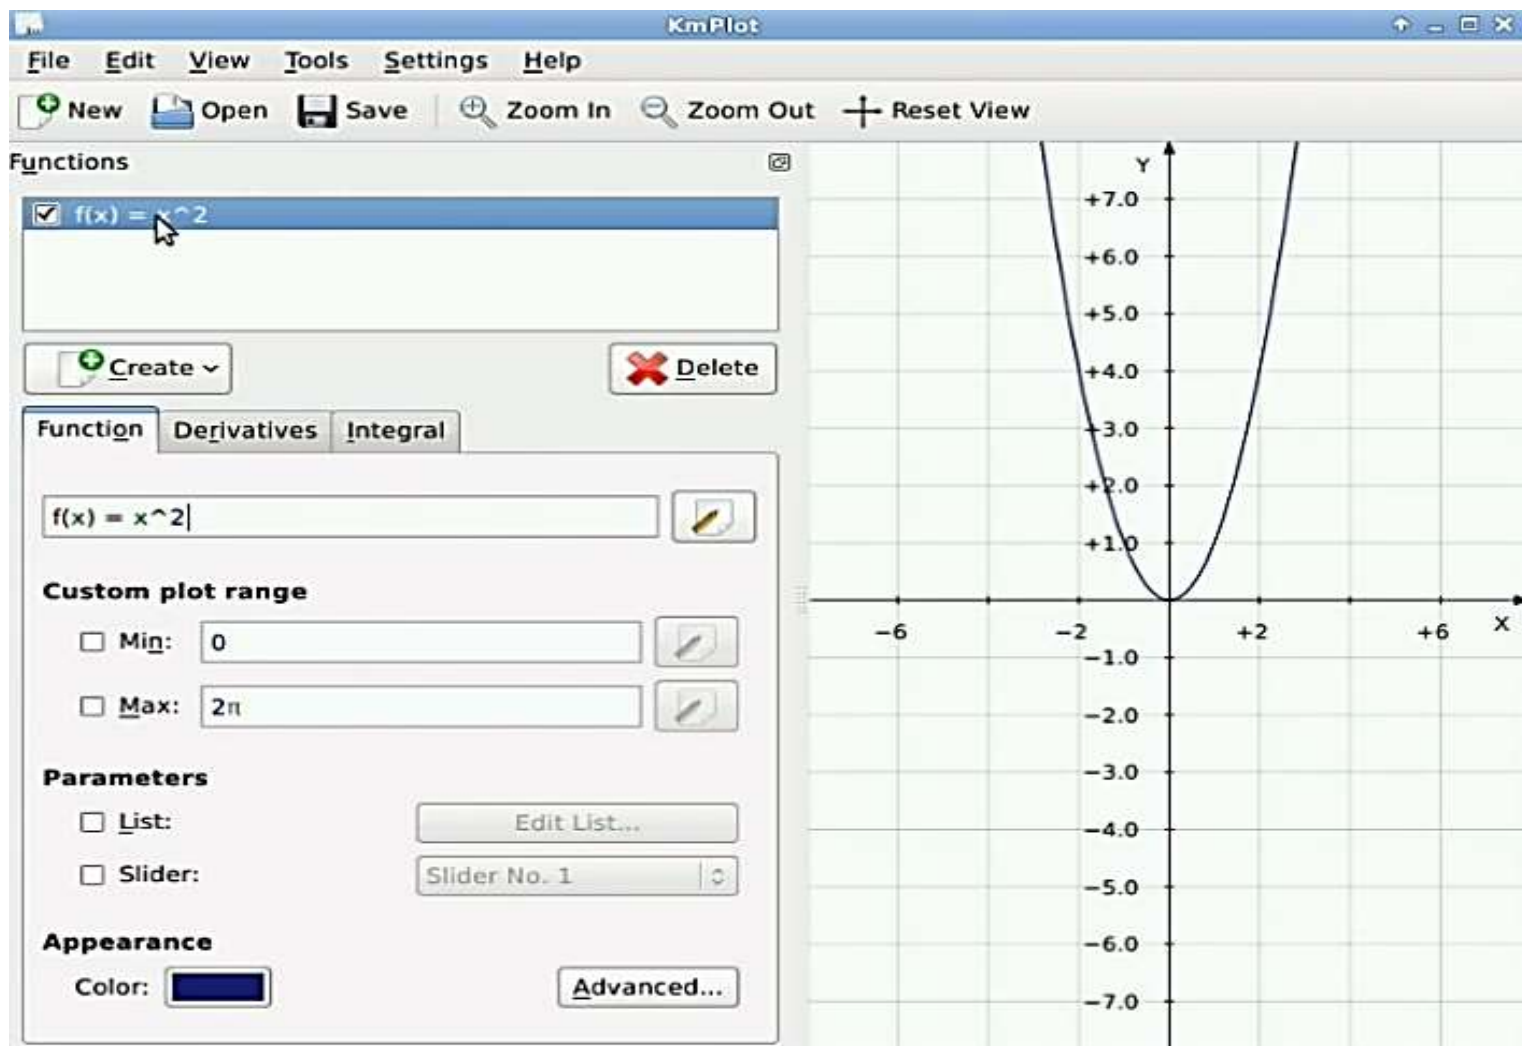 KmPlot
File Edit View Tools Settings Help
New Open Save Zoom In Zoom Out Reset View
Functions
f(x) = x^2
Create Delete
Function Derivatives Integral
f(x) = x^2
Custom plot range
Min: 0
Max: 2π
Parameters
List: Edit List...
Slider: Slider No. 1
Appearance
Color: Advanced...
Y
+7.0
+6.0
+5.0
+4.0
+3.0
+2.0
+1.0
−6 −2 +2 +6 X
−1.0
−2.0
−3.0
−4.0
−5.0
−6.0
−7.0